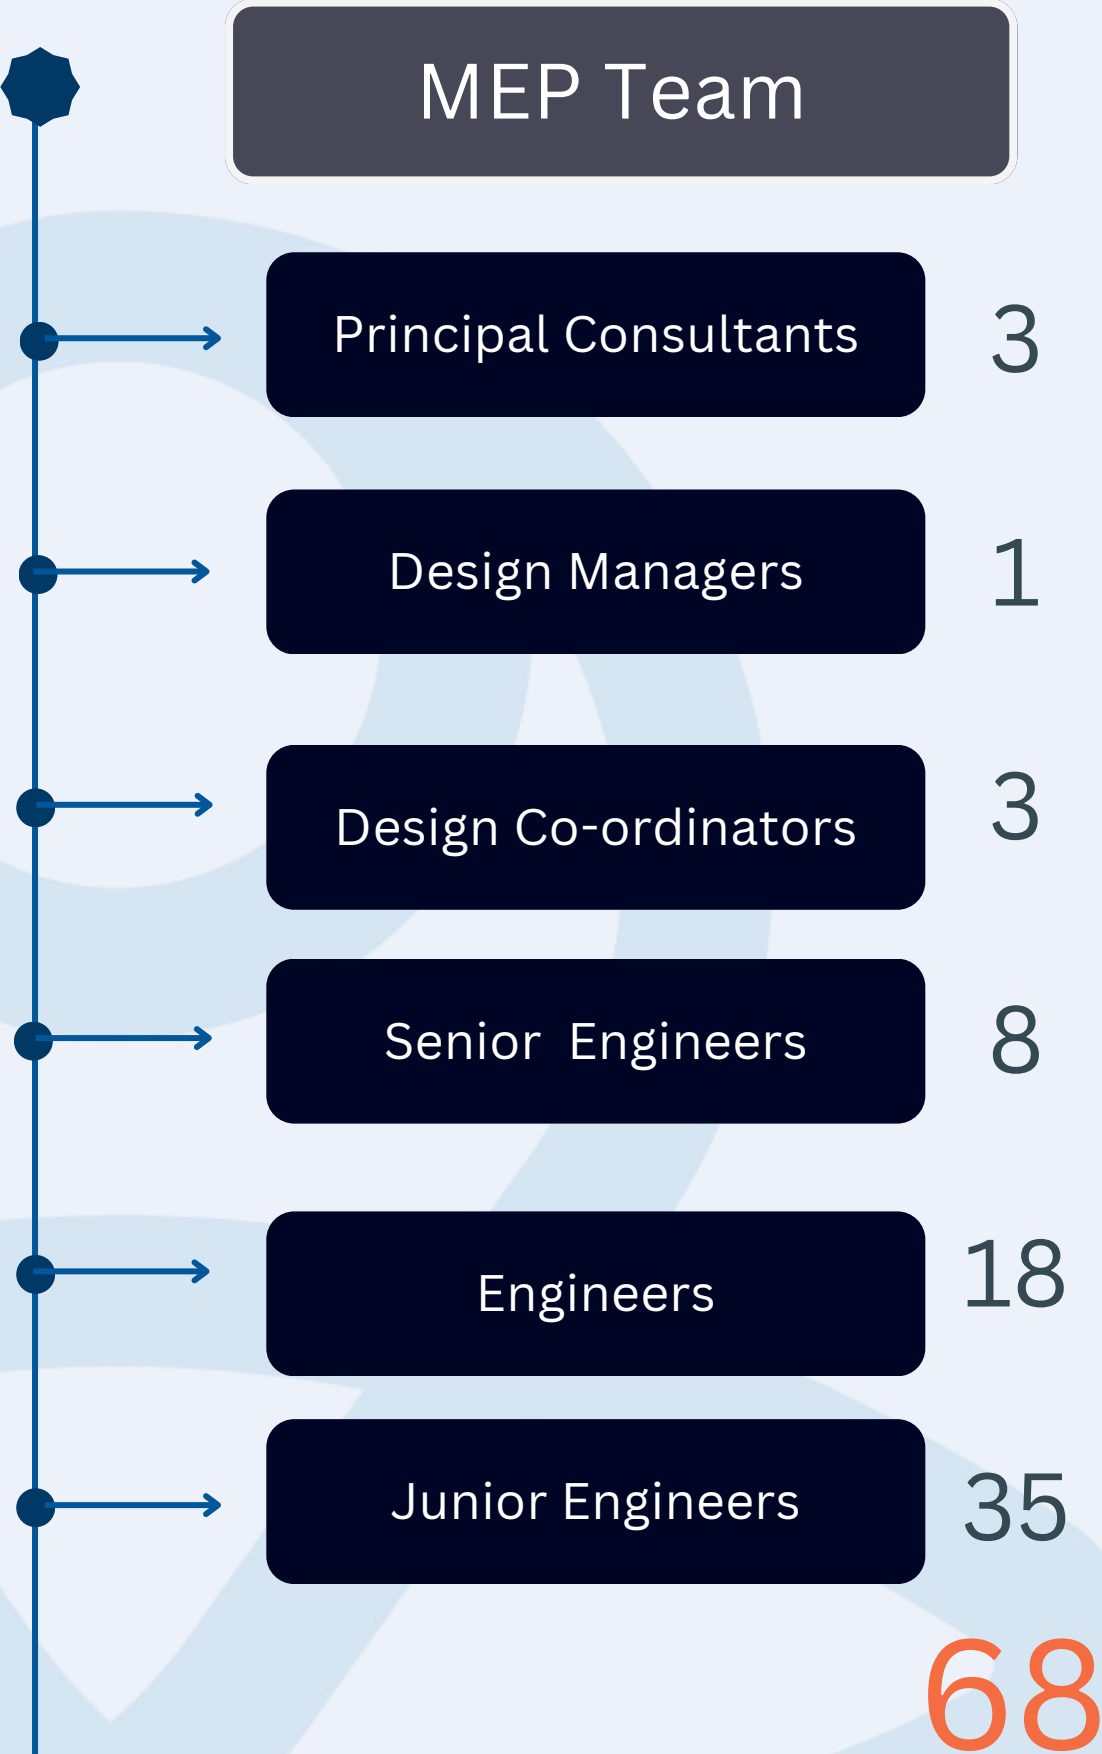 MEP Team
Principal Consultants 3
Design Managers 1
Design Co-ordinators 3
Senior  Engineers 8
Engineers 18
Junior Engineers 35
68